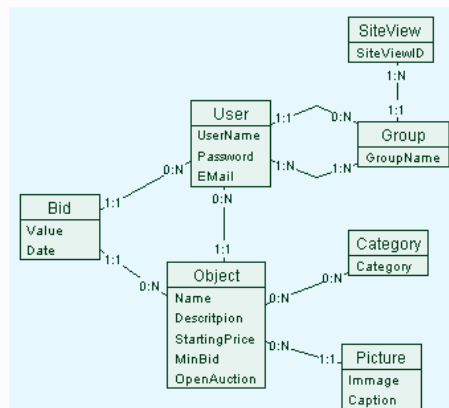 SiteView
SiteViewID
1:N
1:1
User
UserName
Password
EMail
1:1
0:N
1:N
1:N
Group
GroupName
0:N
0:N
1:1
Bid
Value
Date
1:1
0:N
1:1
Object
Name
Descritpion
StartingPrice
MinBid
OpenAuction
Category
Category
0:N
0:N
0:N
1:1
Picture
Immage
Caption